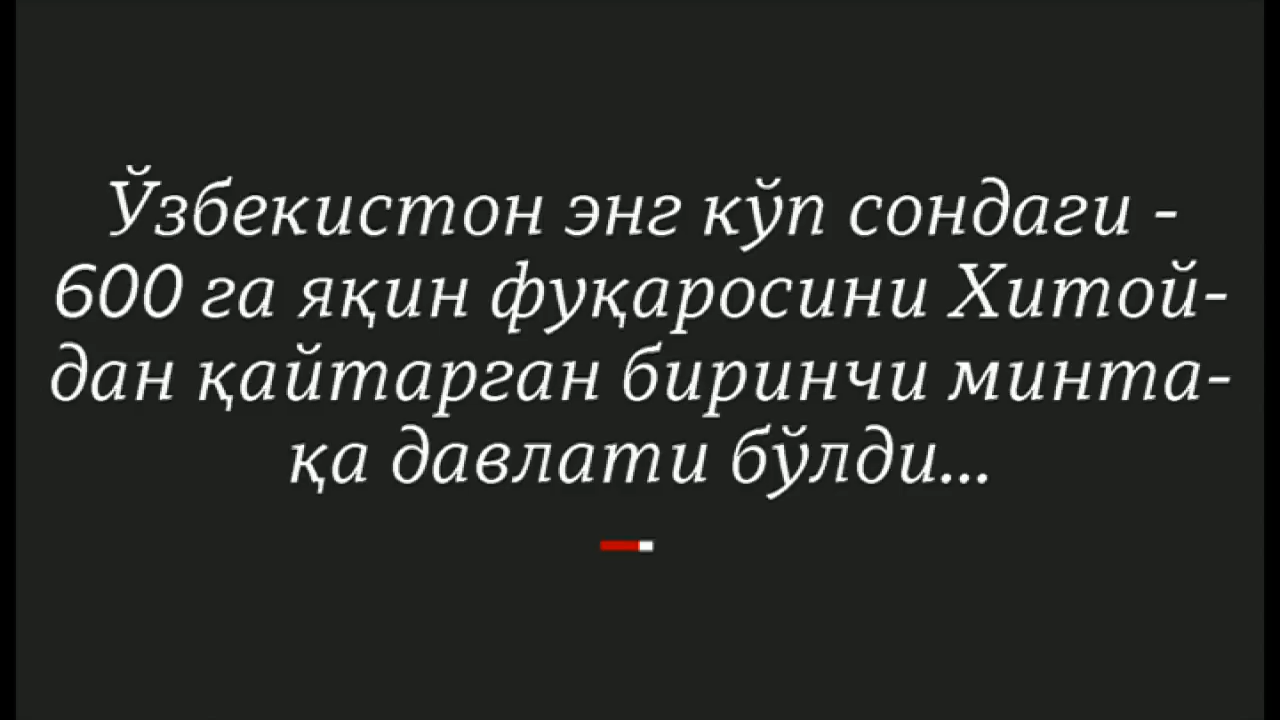 Ўзбекистон энг кўп сондаги -
600 га яқин фуқаросини Хитой-
дан қайтарган биринчи минта-
қа давлати бўлди...